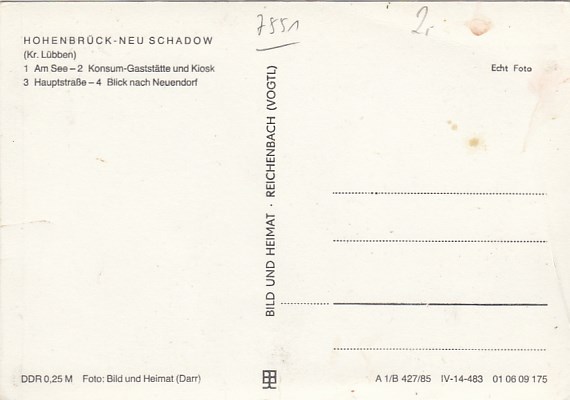 7551
2,-
HOHENBRÜCK-NEU SCHADOW
(Kr. Lübben)
1 Am See – 2 Konsum-Gaststätte und Kiosk
3 Hauptstraße – 4 Blick nach Neuendorf
Echt Foto
BILD UND HEIMAT · REICHENBACH (VOGTL)
DDR 0,25 M Foto: Bild und Heimat (Darr)
A 1/B 427/85 IV-14-483 01 06 09 175